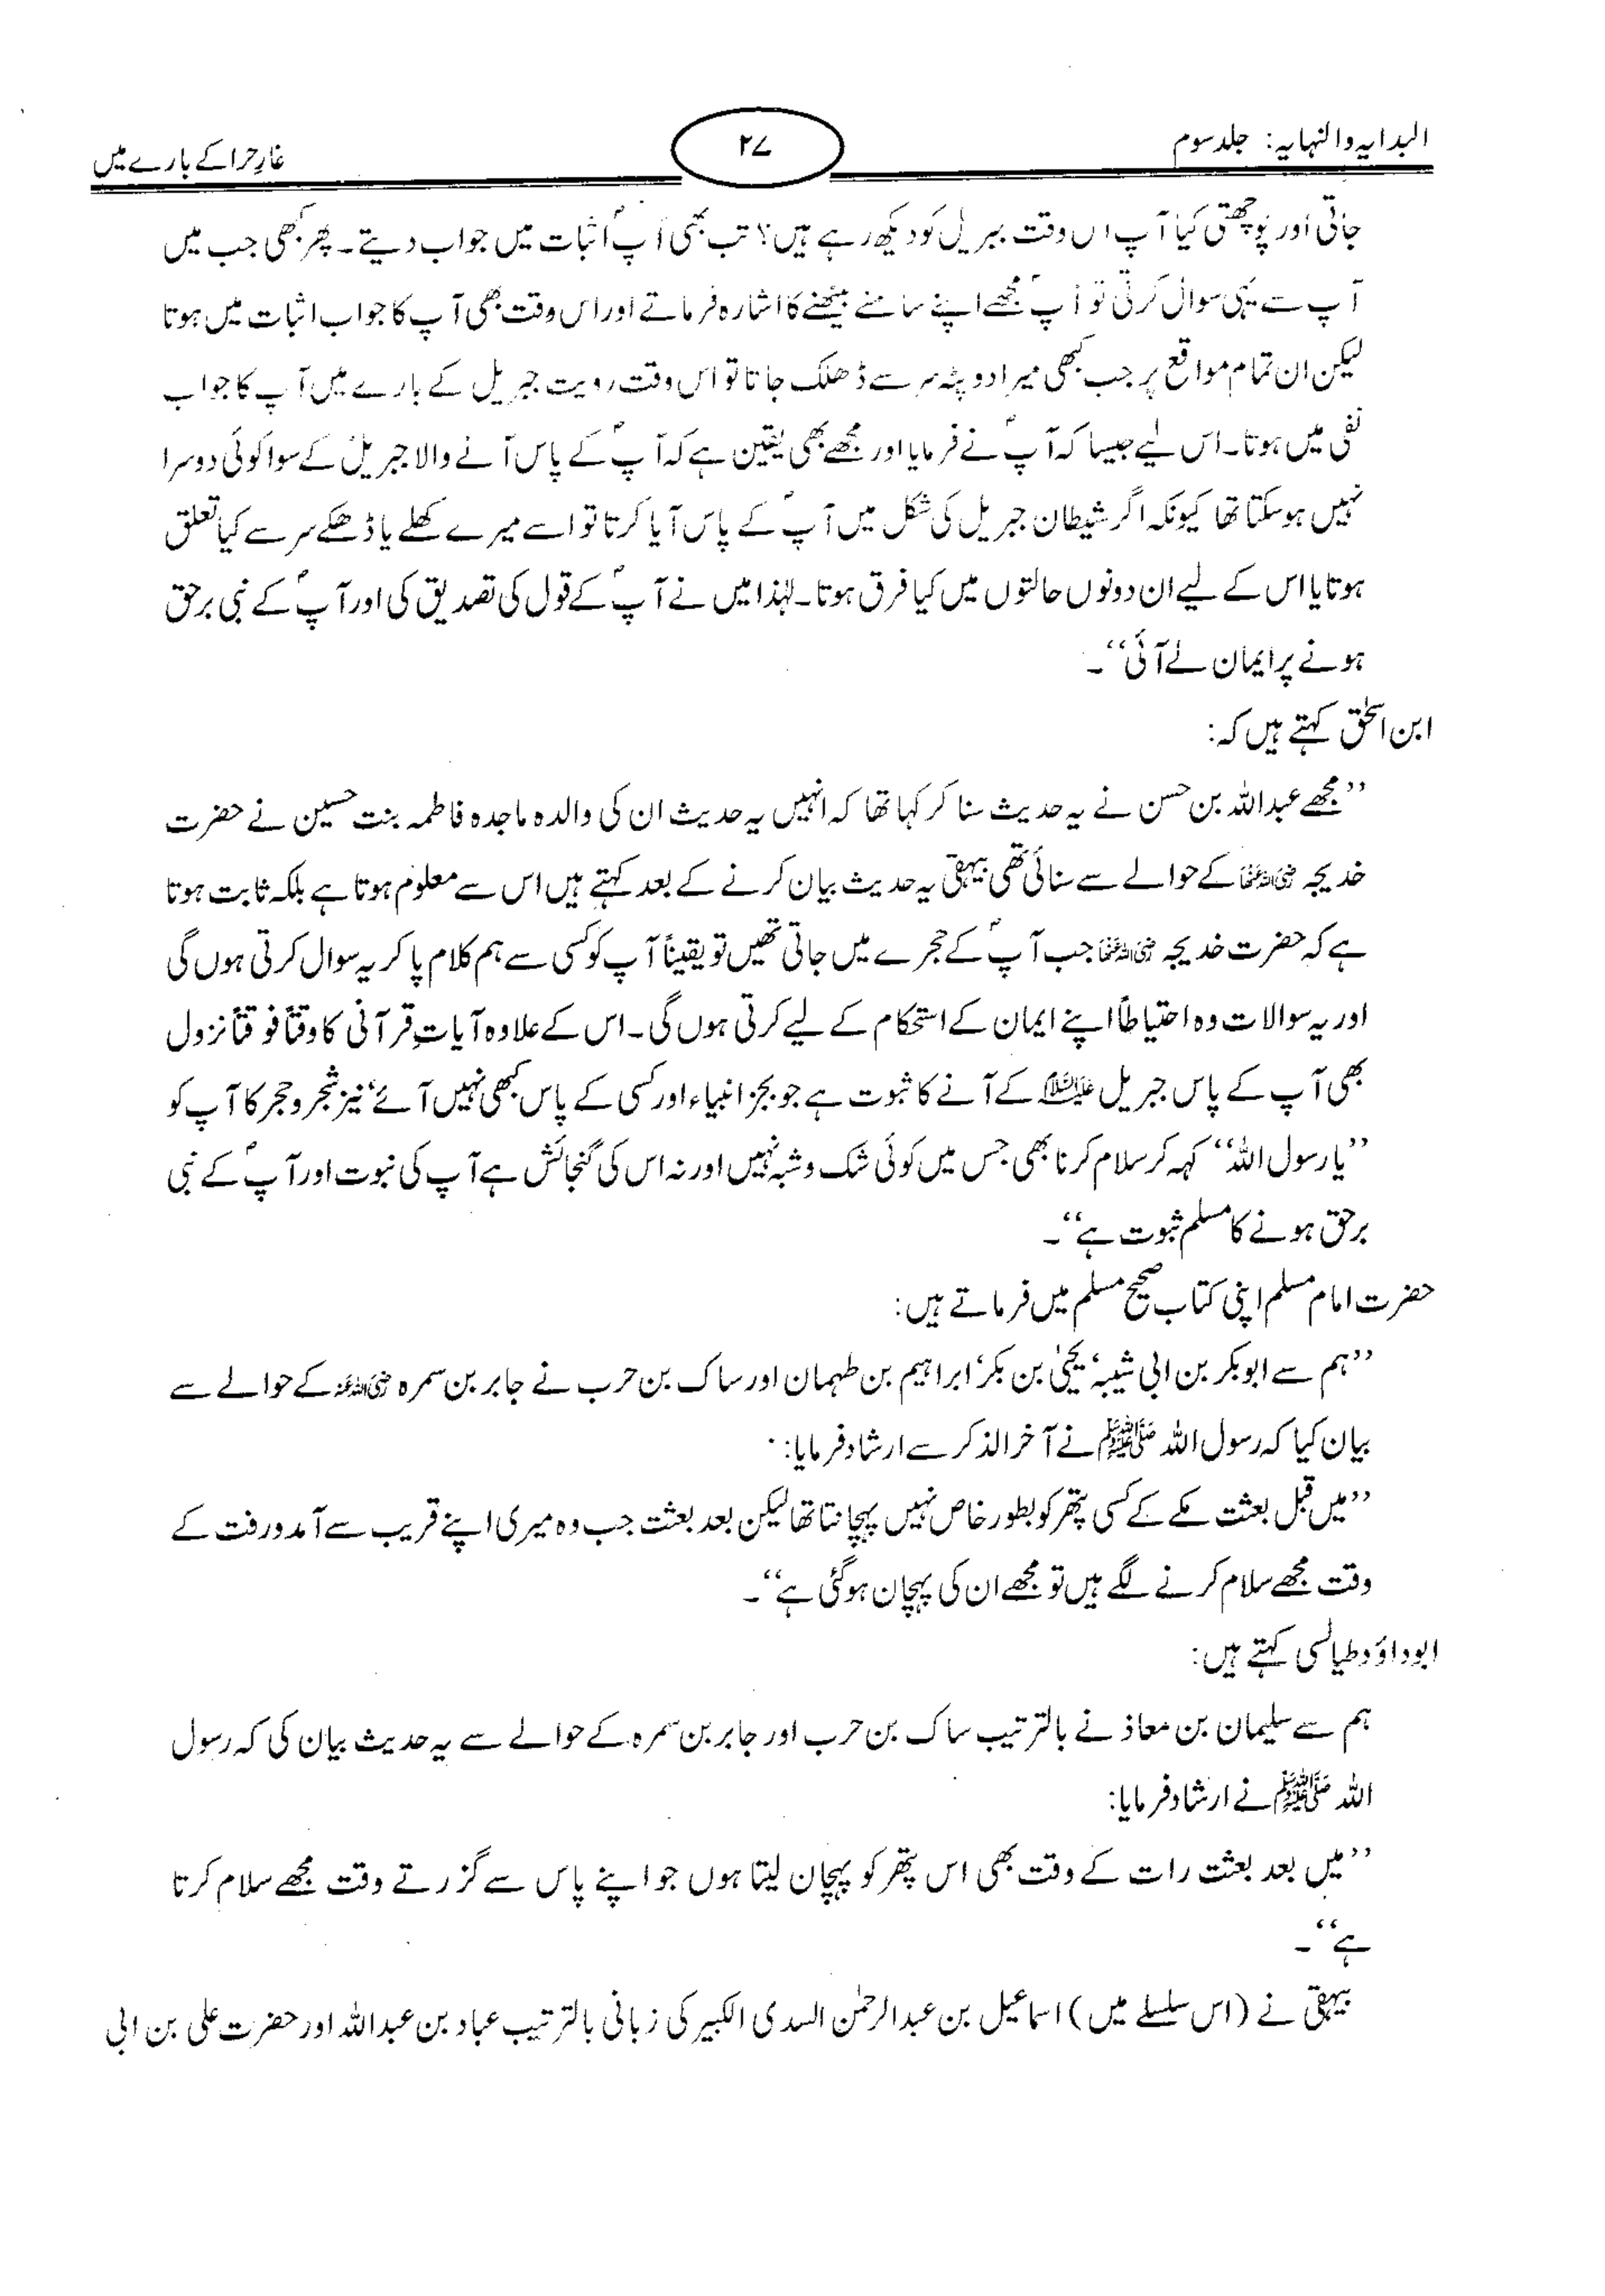 البدایہ والنہایہ: جلد سوم
۲۷
غارِ حرا کے بارے میں
جاتی اور پوچھتی کیا آپ اس وقت جبریل کو دیکھ رہے ہیں؟ تب بھی آپؐ اثبات میں جواب دیتے۔ پھر بھی جب میں
آپ سے یہی سوال کرتی تو آپؐ مجھے اپنے سامنے بیٹھنے کا اشارہ فرماتے اور اس وقت بھی آپ کا جواب اثبات میں ہوتا
لیکن ان تمام مواقع پر جب کبھی میرا دوپٹہ سر سے ڈھلک جاتا تو اس وقت رویت جبریل کے بارے میں آپ کا جواب
نفی میں ہوتا۔ اس لیے جیسا کہ آپؐ نے فرمایا اور مجھے بھی یقین ہے کہ آپؐ کے پاس آنے والا جبریلؑ کے سوا کوئی دوسرا
نہیں ہو سکتا تھا کیونکہ اگر شیطان جبریل کی شکل میں آپؐ کے پاس آیا کرتا تو اسے میرے کھلے یا ڈھکے سر سے کیا تعلق
ہوتا یا اس کے لیے ان دونوں حالتوں میں کیا فرق ہوتا۔ لہٰذا میں نے آپؐ کے قول کی تصدیق کی اور آپؐ کے نبی برحق
ہونے پر ایمان لے آئی‘‘۔
ابن اسحٰق کہتے ہیں کہ:
’’مجھے عبداللہ بن حسن نے یہ حدیث سنا کر کہا تھا کہ انہیں یہ حدیث ان کی والدہ ماجدہ فاطمہ بنت حسین نے حضرت
خدیجہ رضی اللہ عنہا کے حوالے سے سنائی تھی بیہقی یہ حدیث بیان کرنے کے بعد کہتے ہیں اس سے معلوم ہوتا ہے بلکہ ثابت ہوتا
ہے کہ حضرت خدیجہ رضی اللہ عنہا جب آپؐ کے حجرے میں جاتی تھیں تو یقیناً آپ کو کسی سے ہم کلام پا کر یہ سوال کرتی ہوں گی
اور یہ سوالات وہ احتیاطاً اپنے ایمان کے استحکام کے لیے کرتی ہوں گی۔ اس کے علاوہ آیاتِ قرآنی کا وقتاً فوقتاً نزول
بھی آپ کے پاس جبریل علیہ السلام کے آنے کا ثبوت ہے جو بجز انبیاء اور کسی کے پاس کبھی نہیں آئے‘ نیز شجر و حجر کا آپ کو
’’یا رسول اللہ‘‘ کہہ کر سلام کرنا بھی جس میں کوئی شک و شبہ نہیں اور نہ اس کی گنجائش ہے آپ کی نبوت اور آپؐ کے نبی
برحق ہونے کا مسلم ثبوت ہے‘‘۔
حضرت امام مسلم اپنی کتاب صحیح مسلم میں فرماتے ہیں:
’’ہم سے ابوبکر بن ابی شیبہ‘ یحییٰ بن بکر‘ ابراہیم بن طہمان اور ساک بن حرب نے جابر بن سمرہ رضی اللہ عنہ کے حوالے سے
بیان کیا کہ رسول اللہ ﷺ نے آخر الذکر سے ارشاد فرمایا:
’’میں قبل بعثت مکے کے کسی پتھر کو بطور خاص نہیں پہچانتا تھا لیکن بعد بعثت جب وہ میری اپنے قریب سے آمد و رفت کے
وقت مجھے سلام کرنے لگے ہیں تو مجھے ان کی پہچان ہو گئی ہے‘‘۔
ابوداؤد طیالسی کہتے ہیں:
ہم سے سلیمان بن معاذ نے بالترتیب ساک بن حرب اور جابر بن سمرہ کے حوالے سے یہ حدیث بیان کی کہ رسول
اللہ ﷺ نے ارشاد فرمایا:
’’میں بعد بعثت رات کے وقت بھی اس پتھر کو پہچان لیتا ہوں جو اپنے پاس سے گزرتے وقت مجھے سلام کرتا
ہے‘‘۔
بیہقی نے (اس سلسلے میں) اسماعیل بن عبدالرحمٰن السدی الکبیر کی زبانی بالترتیب عباد بن عبداللہ اور حضرت علی بن ابی